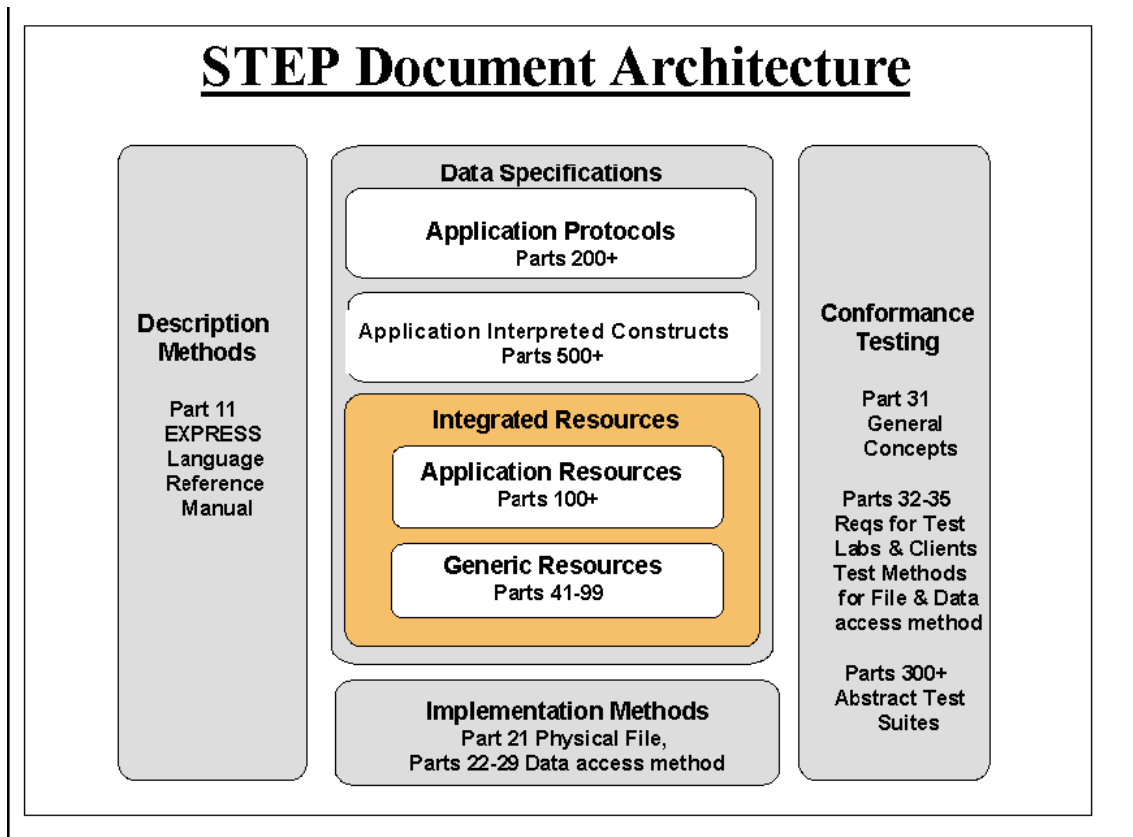 STEP Document Architecture
Description
Methods
Part 11
EXPRESS
Language
Reference
Manual
Data Specifications
Application Protocols
Parts 200+
Application Interpreted Constructs
Parts 500+
Integrated Resources
Application Resources
Parts 100+
Generic Resources
Parts 41-99
Implementation Methods
Part 21 Physical File,
Parts 22-29 Data access method
Conformance
Testing
Part 31
General
Concepts
Parts 32-35
Reqs for Test
Labs & Clients
Test Methods
for File & Data
access method
Parts 300+
Abstract Test
Suites